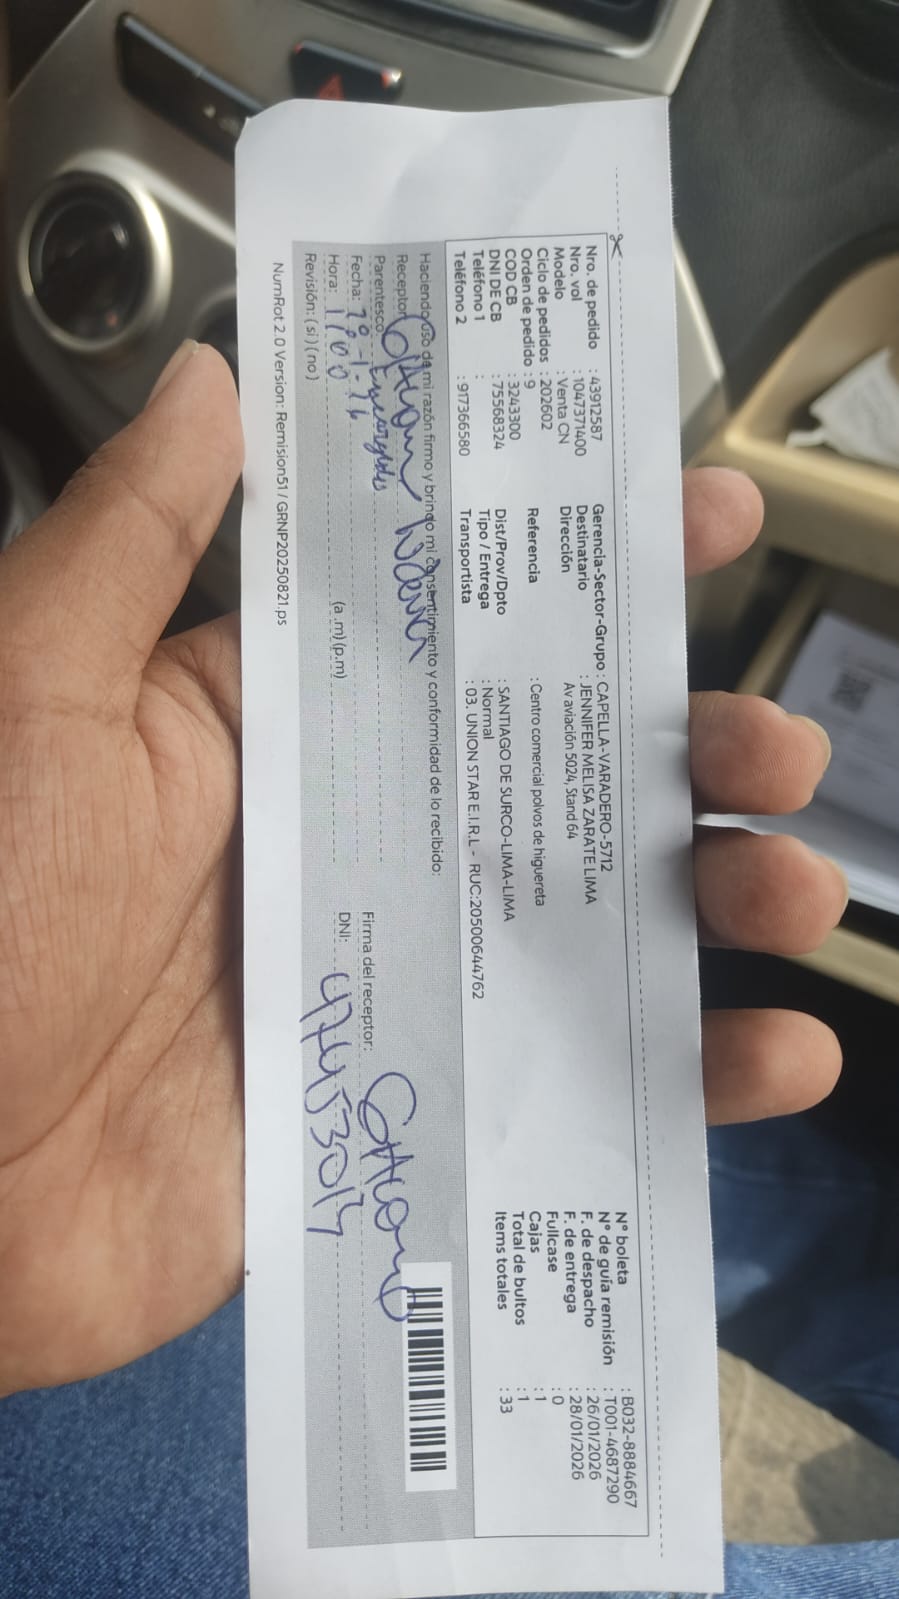 Nro. de pedido : 43912587
Nro. vol : 1047371400
Modelo : Venta CN
Ciclo de pedidos : 202602
Orden de pedido : 9
COD CB : 3243300
DNI DE CB : 75568324
Teléfono 1 :
Teléfono 2 : 917366580
Gerencia-Sector-Grupo : CAPELLA-VARADERO-5712
Destinatario : JENNIFER MELISA ZARATE LIMA
Dirección Av aviación 5024, Stand 64
Referencia : Centro comercial polvos de higuereta
Dist/Prov/Dpto : SANTIAGO DE SURCO-LIMA-LIMA
Tipo / Entrega : Normal
Transportista : 03. UNION STAR E.I.R.L - RUC:20500644762
N° boleta : B032-8884667
N° de guía remisión : T001-4687290
F. de despacho : 26/01/2026
F. de entrega : 28/01/2026
Fullcase : 0
Cajas : 1
Total de bultos : 1
Items totales : 33
Haciendo uso de mi razón firmo y brindo mi consentimiento y conformidad de lo recibido:
Receptor
Parentesco
Fecha:
Hora: (a.m)(p.m)
Revisión: (si) (no)
Firma del receptor:
DNI:
NumRot 2.0 Version: Remision51 / GRNP20250821.ps